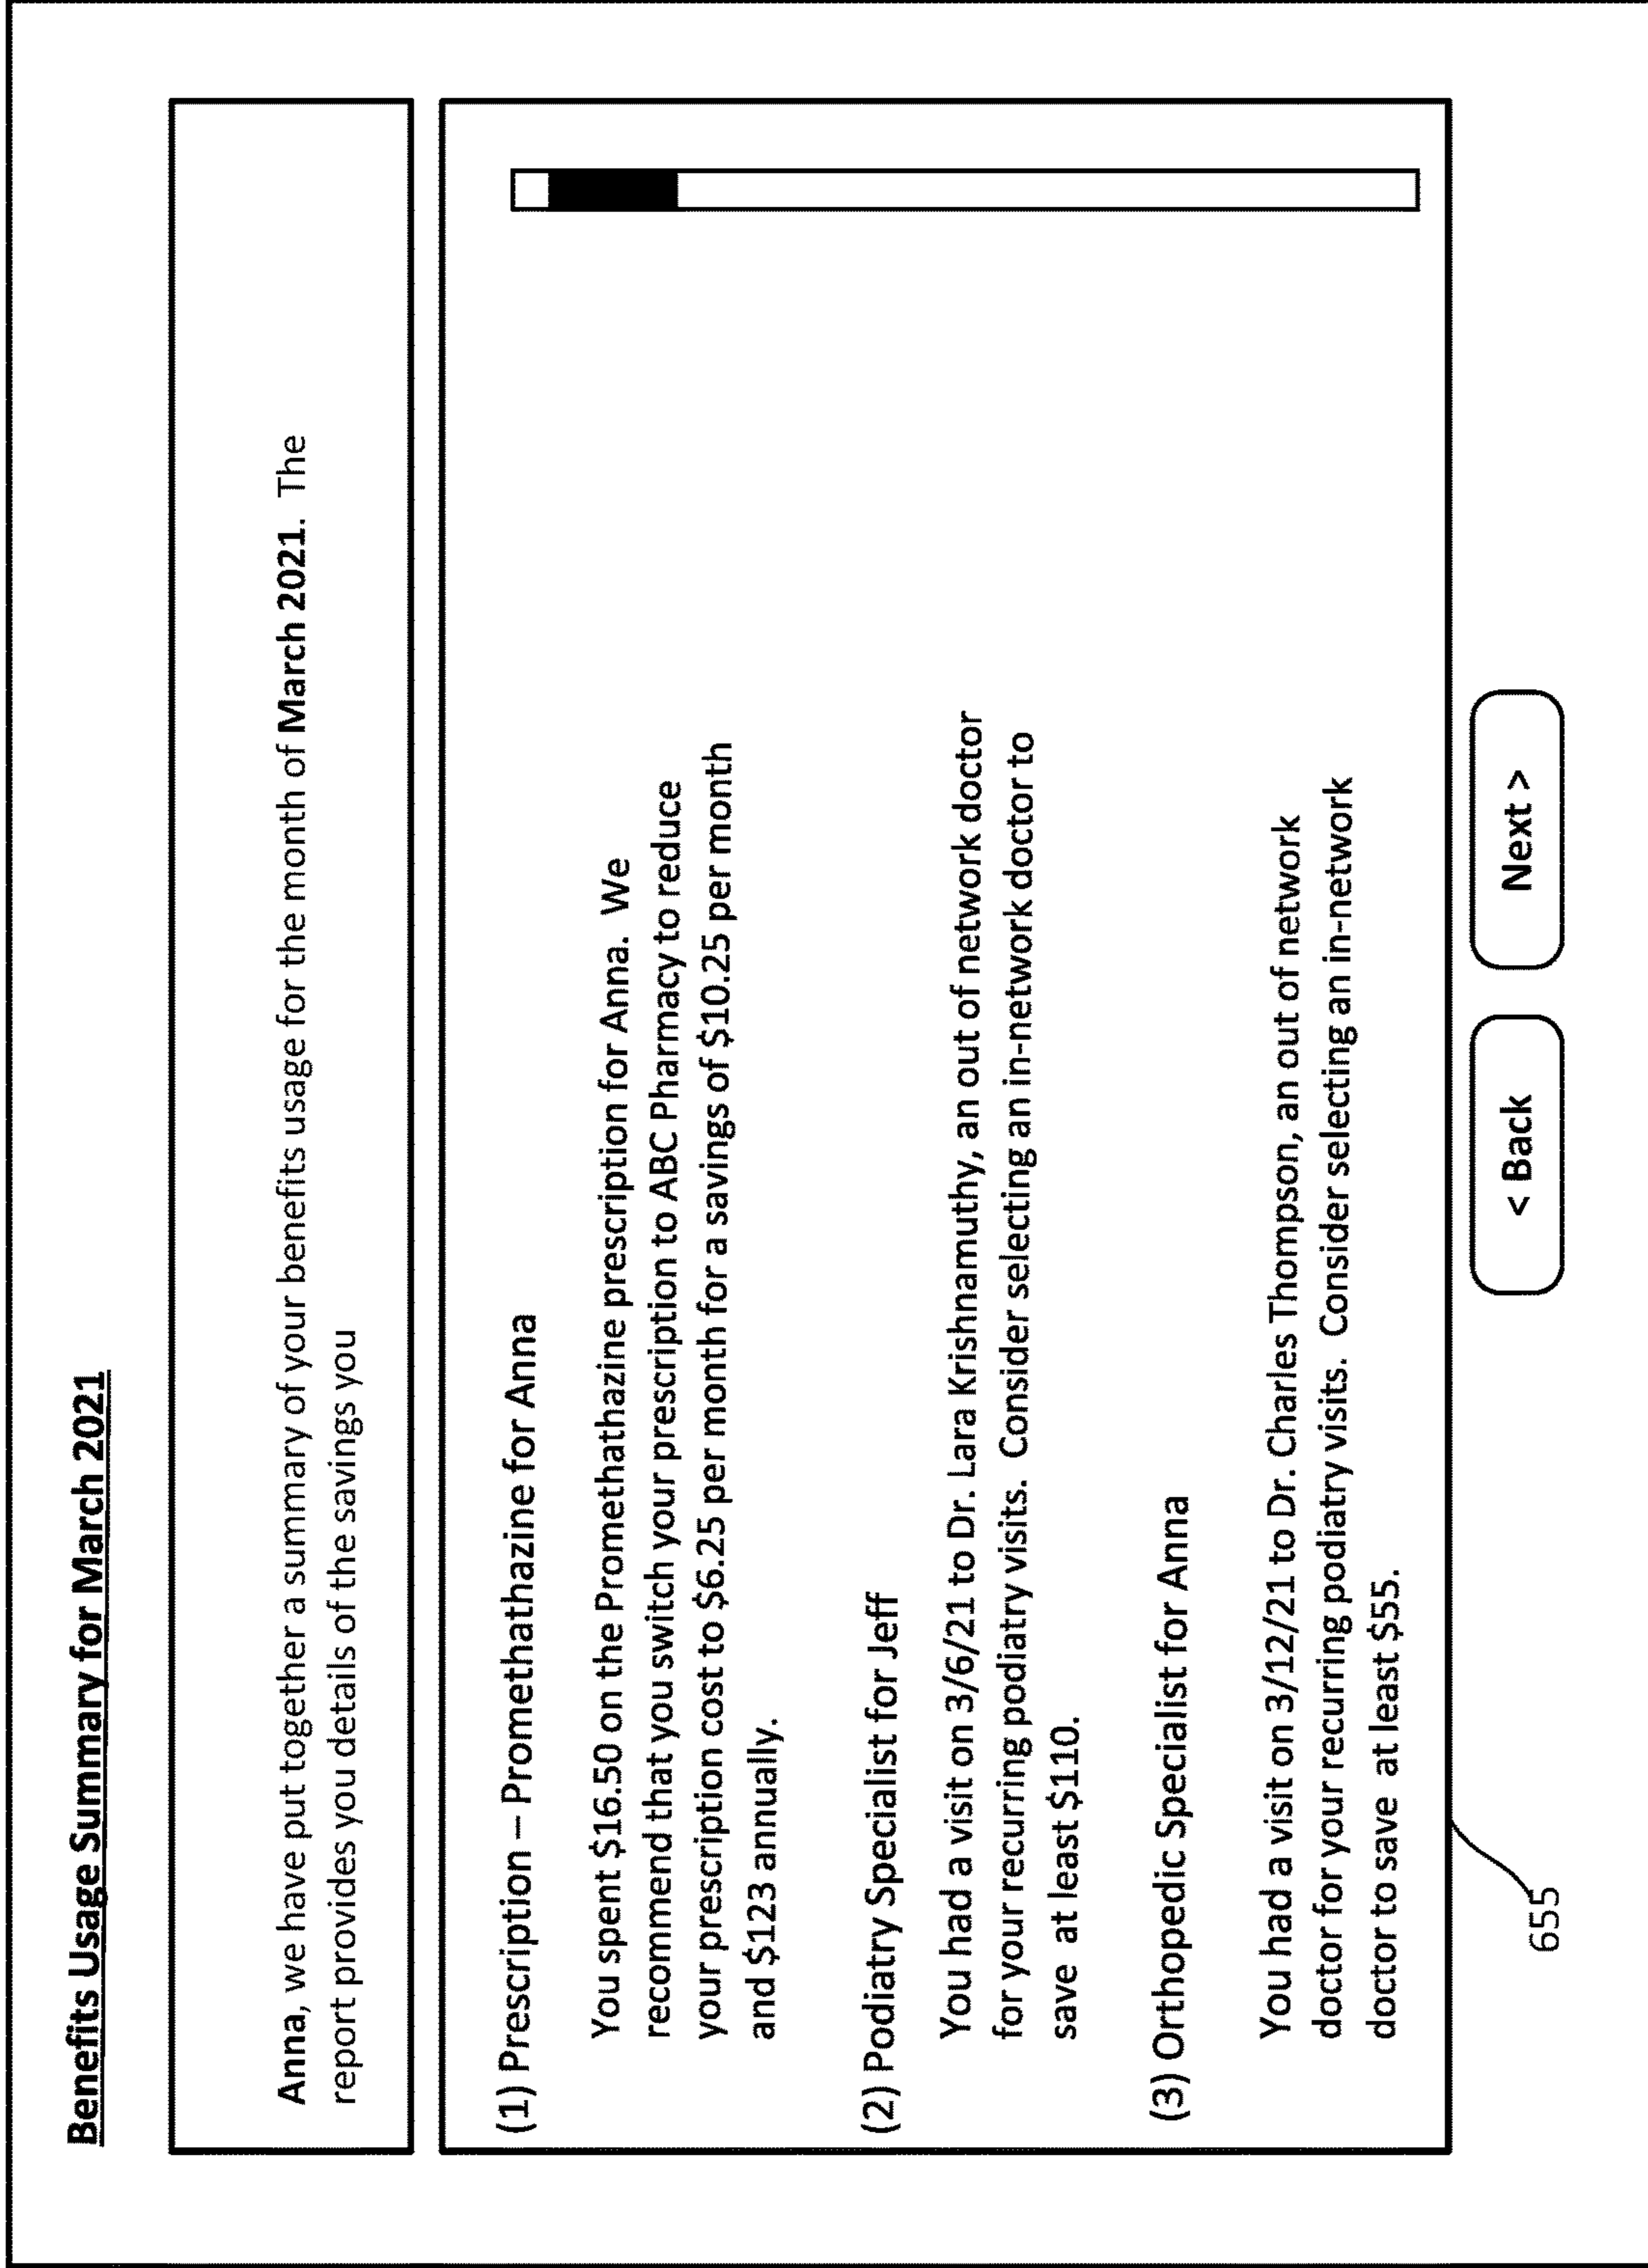 Benefits Usage Summary for March 2021
Anna, we have put together a summary of your benefits usage for the month of March 2021. The
report provides you details of the savings you
(1) Prescription – Promethathazine for Anna
You spent $16.50 on the Promethathazine prescription for Anna. We
recommend that you switch your prescription to ABC Pharmacy to reduce
your prescription cost to $6.25 per month for a savings of $10.25 per month
and $123 annually.
(2) Podiatry Specialist for Jeff
You had a visit on 3/6/21 to Dr. Lara Krishnamuthy, an out of network doctor
for your recurring podiatry visits. Consider selecting an in-network doctor to
save at least $110.
(3) Orthopedic Specialist for Anna
You had a visit on 3/12/21 to Dr. Charles Thompson, an out of network
doctor for your recurring podiatry visits. Consider selecting an in-network
doctor to save at least $55.
< Back
Next >
655